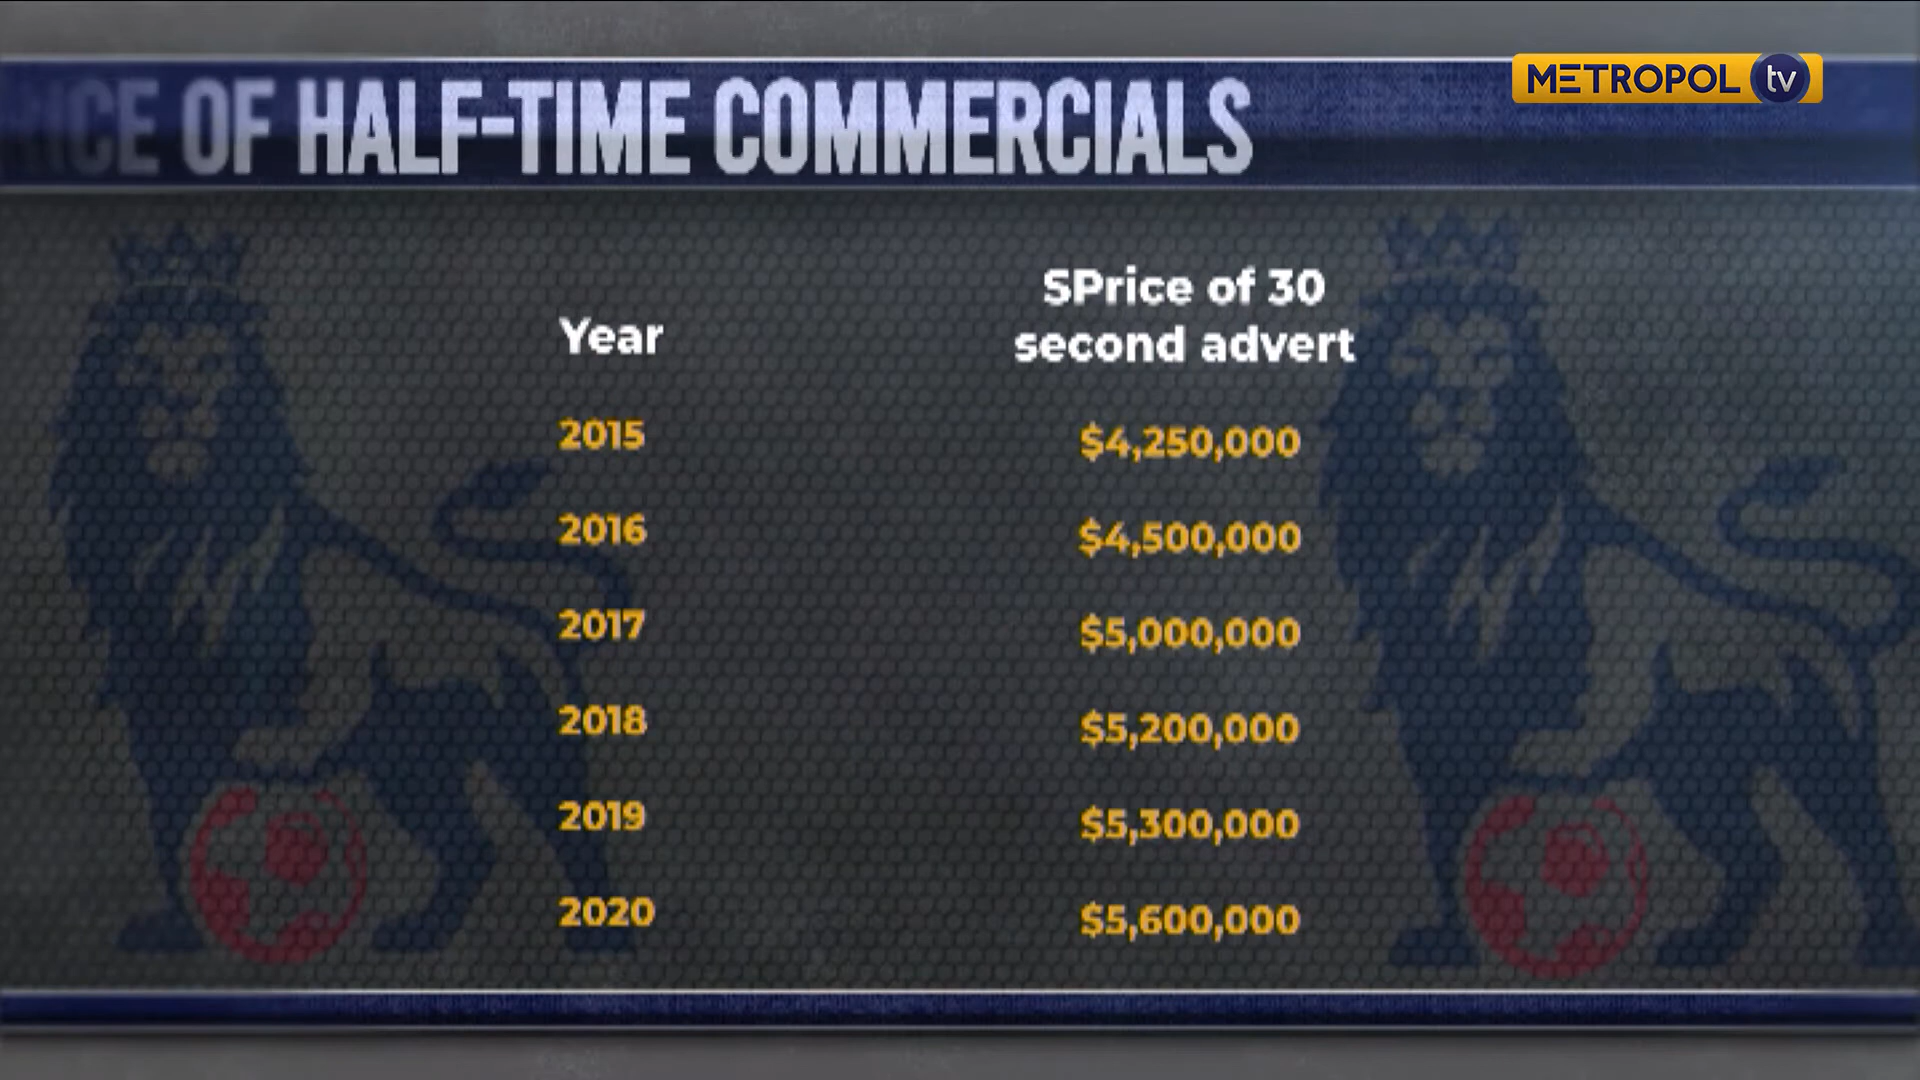 METROPOL tv
ICE OF HALF-TIME COMMERCIALS
Year
SPrice of 30
second advert
2015 $4,250,000
2016 $4,500,000
2017 $5,000,000
2018 $5,200,000
2019 $5,300,000
2020 $5,600,000